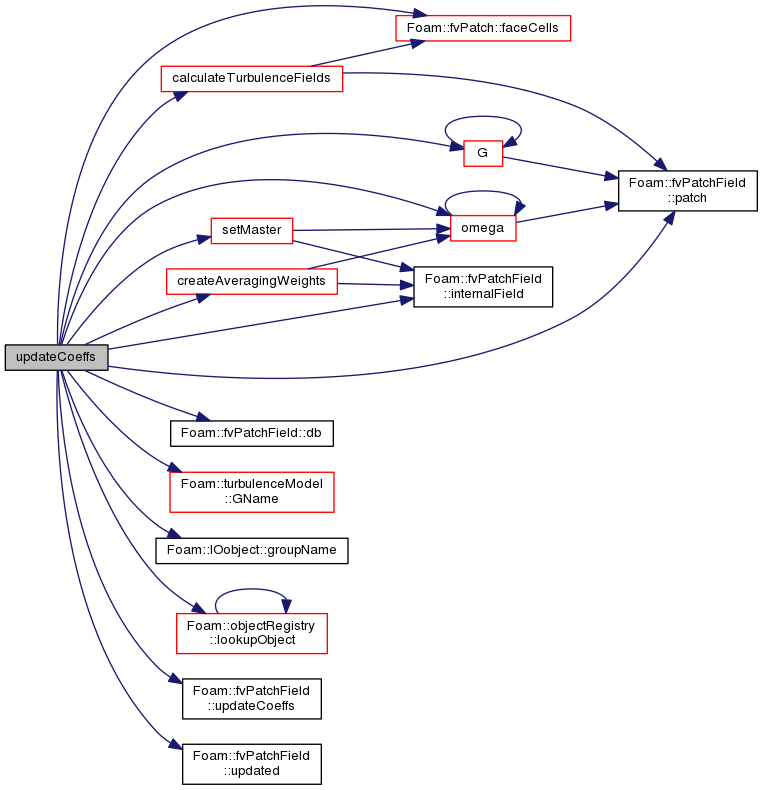 Foam::fvPatch::faceCells
calculateTurbulenceFields
G
Foam::fvPatchField
::patch
setMaster
omega
createAveragingWeights
Foam::fvPatchField
::internalField
updateCoeffs
Foam::fvPatchField::db
Foam::turbulenceModel
::GName
Foam::IOobject::groupName
Foam::objectRegistry
::lookupObject
Foam::fvPatchField
::updateCoeffs
Foam::fvPatchField
::updated